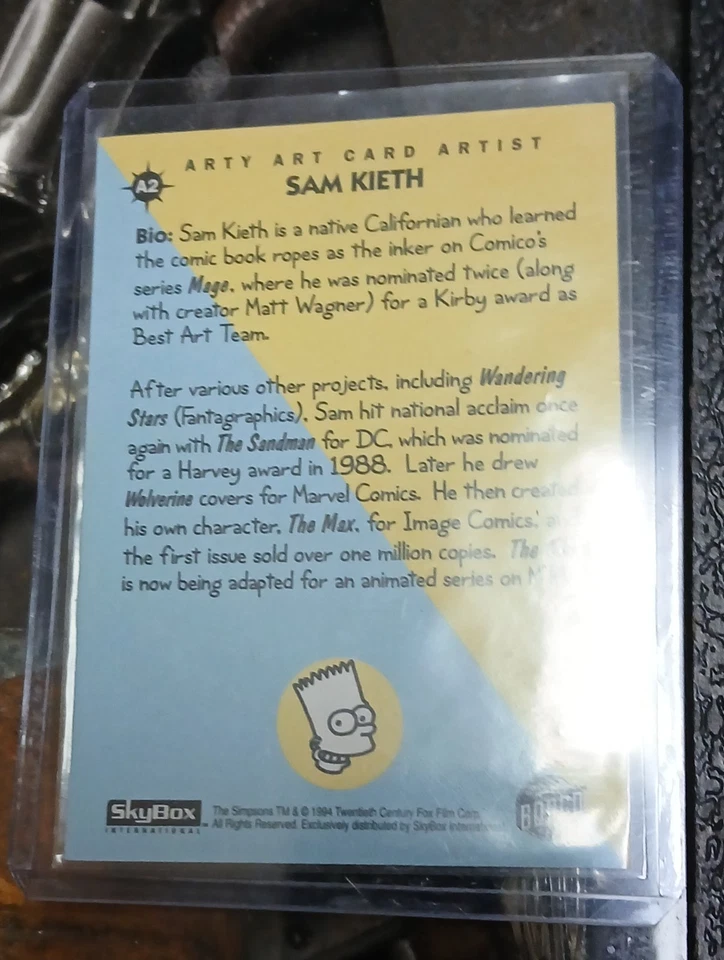 ARTY ART CARD ARTIST
A2
SAM KIETH
Bio: Sam Kieth is a native Californian who learned
the comic book ropes as the inker on Comico's
series Mage, where he was nominated twice (along
with creator Matt Wagner) for a Kirby award as
Best Art Team.
After various other projects, including Wandering
Stars (Fantagraphics), Sam hit national acclaim once
again with The Sandman for DC, which was nominated
for a Harvey award in 1988. Later he drew
Wolverine covers for Marvel Comics. He then created
his own character, The Max, for Image Comics,
the first issue sold over one million copies. The
is now being adapted for an animated series on
SkyBox
INTERNATIONAL
The Simpsons TM & © 1994 Twentieth Century Fox Film Corp.
All Rights Reserved. Exclusively distributed by SkyBox International